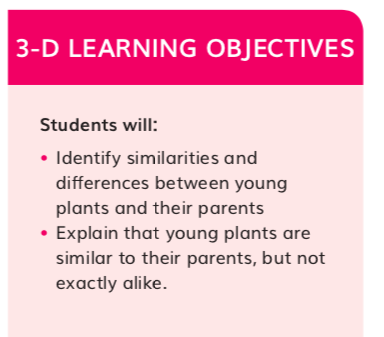 3-D LEARNING OBJECTIVES
Students will:
• Identify similarities and
differences between young
plants and their parents
• Explain that young plants are
similar to their parents, but not
exactly alike.